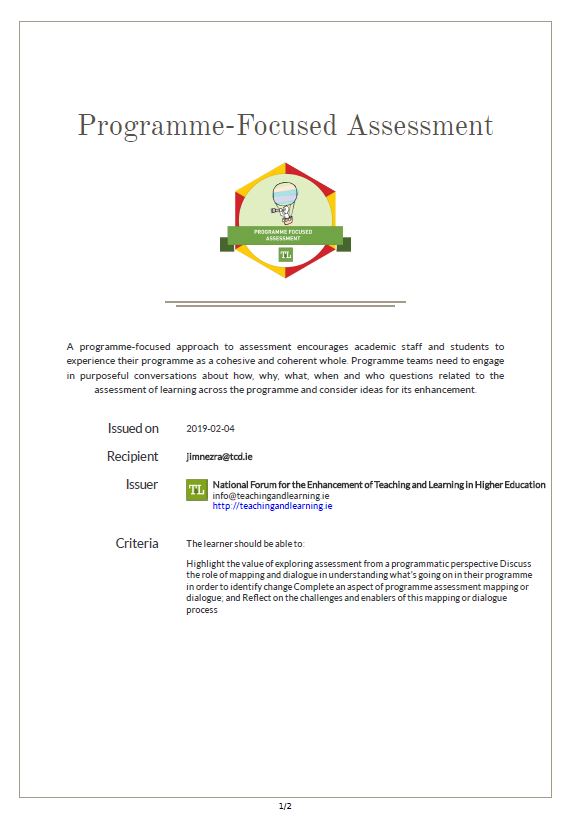 Programme-Focused Assessment
PROGRAMME FOCUSED
ASSESSMENT
TL
A programme-focused approach to assessment encourages academic staff and students to
experience their programme as a cohesive and coherent whole. Programme teams need to engage
in purposeful conversations about how, why, what, when and who questions related to the
assessment of learning across the programme and consider ideas for its enhancement.
Issued on 2019-02-04
Recipient jimnezra@tcd.ie
Issuer TL National Forum for the Enhancement of Teaching and Learning in Higher Education
info@teachingandlearning.ie
http://teachingandlearning.ie
Criteria The learner should be able to:
Highlight the value of exploring assessment from a programmatic perspective Discuss
the role of mapping and dialogue in understanding what's going on in their programme
in order to identify change Complete an aspect of programme assessment mapping or
dialogue; and Reflect on the challenges and enablers of this mapping or dialogue
process
1/2